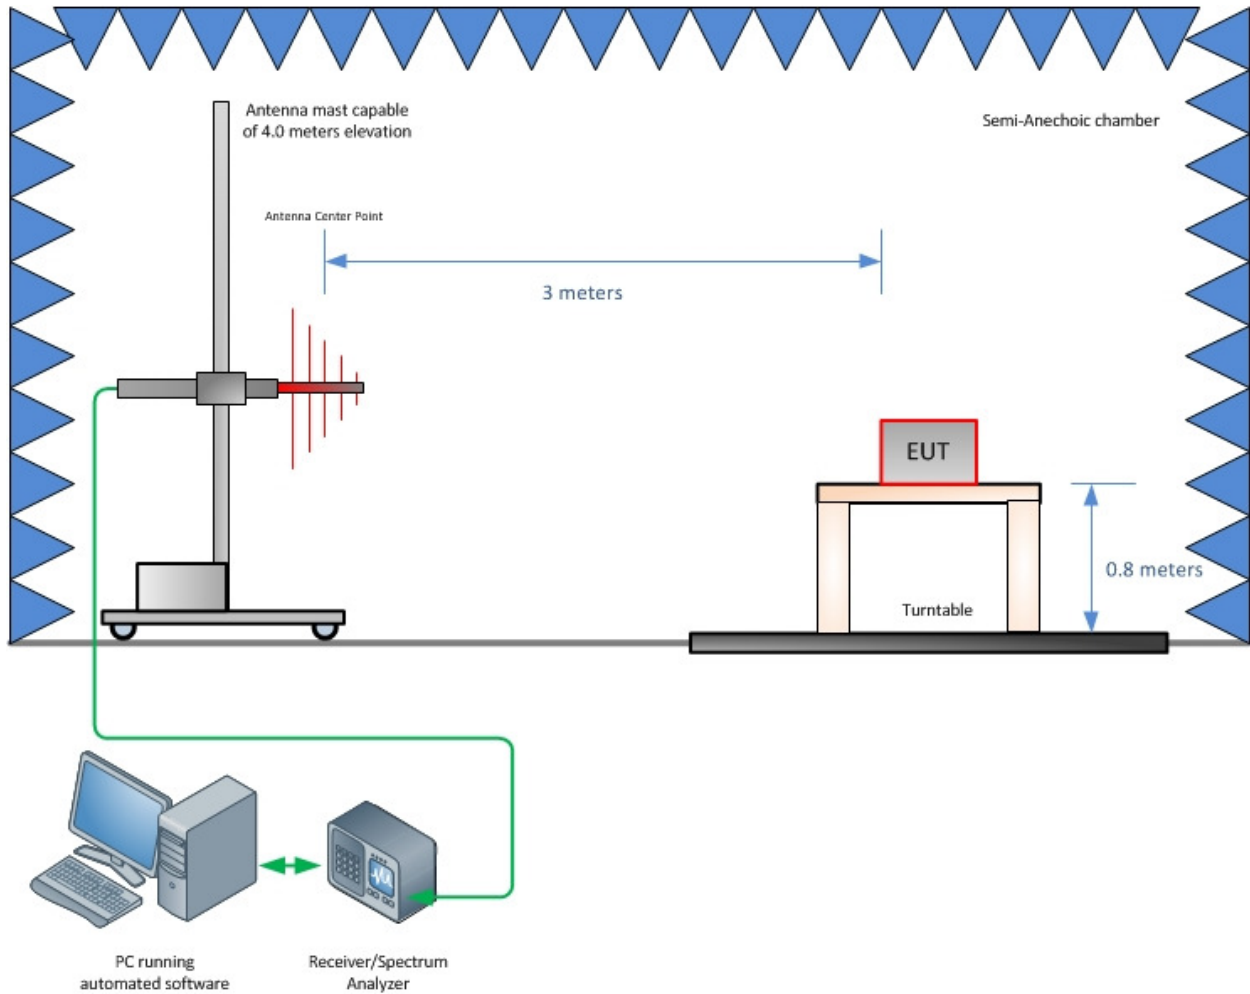 Antenna mast capable
of 4.0 meters elevation
Semi-Anechoic chamber
Antenna Center Point
3 meters
EUT
0.8 meters
Turntable
PC running
automated software
Receiver/Spectrum
Analyzer